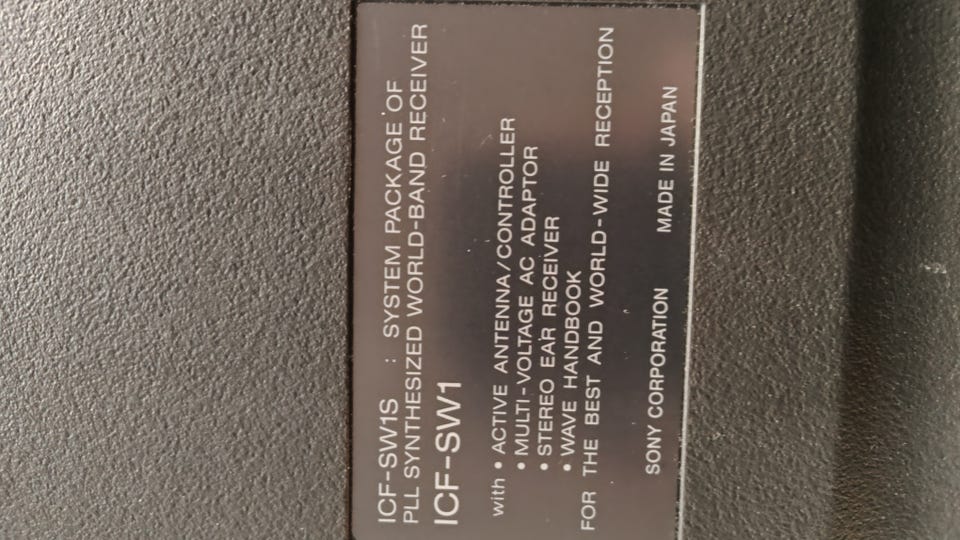 ICF-SW1S : SYSTEM PACKAGE OF
PLL SYNTHESIZED WORLD-BAND RECEIVER
ICF-SW1
with • ACTIVE ANTENNA/CONTROLLER
• MULTI-VOLTAGE AC ADAPTOR
• STEREO EAR RECEIVER
• WAVE HANDBOOK
FOR THE BEST AND WORLD-WIDE RECEPTION
SONY CORPORATION MADE IN JAPAN